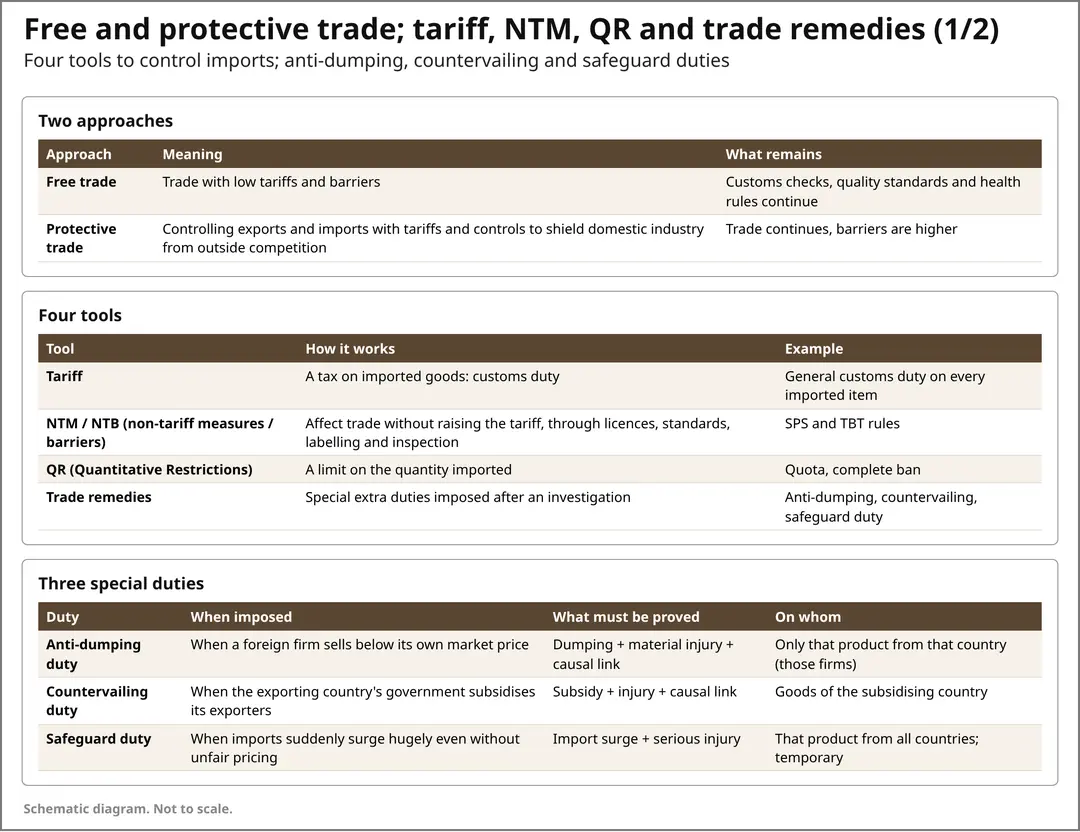 Free and protective trade; tariff, NTM, QR and trade remedies (1/2)
Four tools to control imports; anti-dumping, countervailing and safeguard duties
Two approaches
Approach Meaning What remains
Free trade Trade with low tariffs and barriers Customs checks, quality standards and health
rules continue
Protective Controlling exports and imports with tariffs and controls to shield domestic industry Trade continues, barriers are higher
trade from outside competition
Four tools
Tool How it works Example
Tariff A tax on imported goods: customs duty General customs duty on every
imported item
NTM / NTB (non-tariff measures / Affect trade without raising the tariff, through licences, standards, SPS and TBT rules
barriers) labelling and inspection
QR (Quantitative Restrictions) A limit on the quantity imported Quota, complete ban
Trade remedies Special extra duties imposed after an investigation Anti-dumping, countervailing,
safeguard duty
Three special duties
Duty When imposed What must be proved On whom
Anti-dumping When a foreign firm sells below its own market price Dumping + material injury + Only that product from that country
duty causal link (those firms)
Countervailing When the exporting country's government subsidises Subsidy + injury + causal link Goods of the subsidising country
duty its exporters
Safeguard duty When imports suddenly surge hugely even without Import surge + serious injury That product from all countries;
unfair pricing temporary
Schematic diagram. Not to scale.